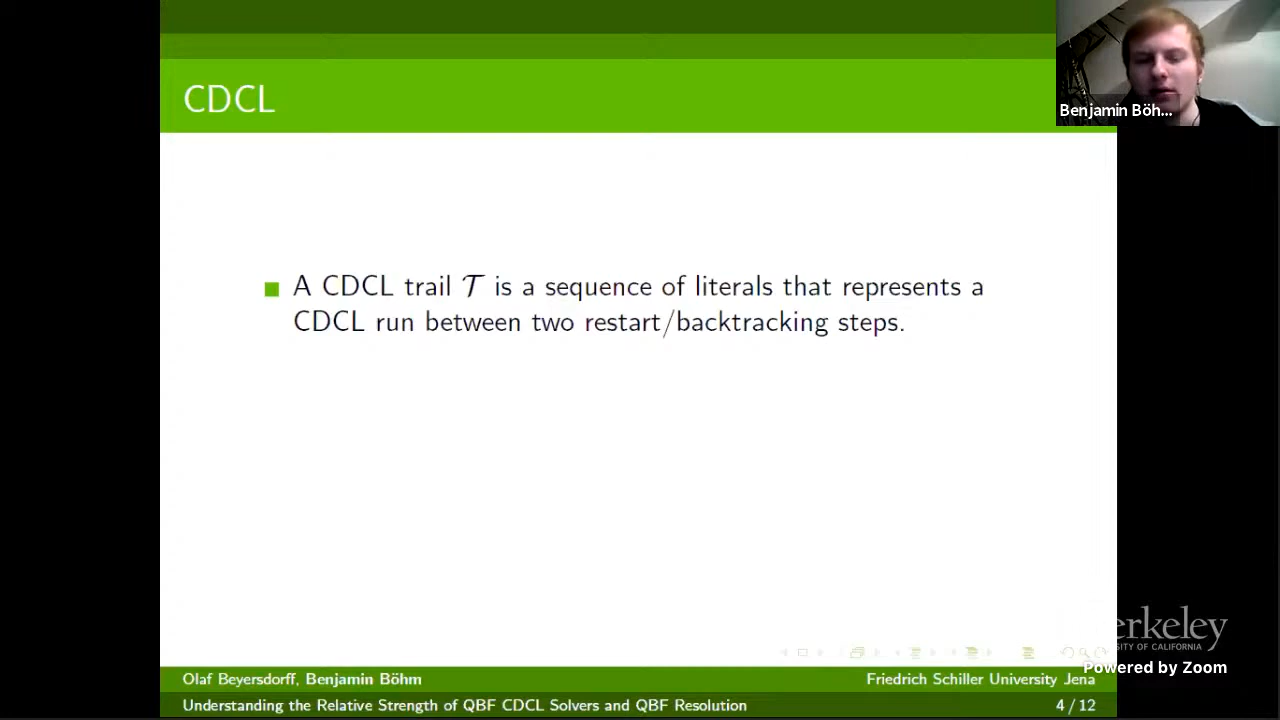 CDCL
Benjamin Böh...
A CDCL trail 𝒯 is a sequence of literals that represents a
CDCL run between two restart/backtracking steps.
erkeley
SITY OF CALIFORNIA
Powered by Zoom
Olaf Beyersdorff, Benjamin Böhm
Friedrich Schiller University Jena
Understanding the Relative Strength of QBF CDCL Solvers and QBF Resolution
4 / 12